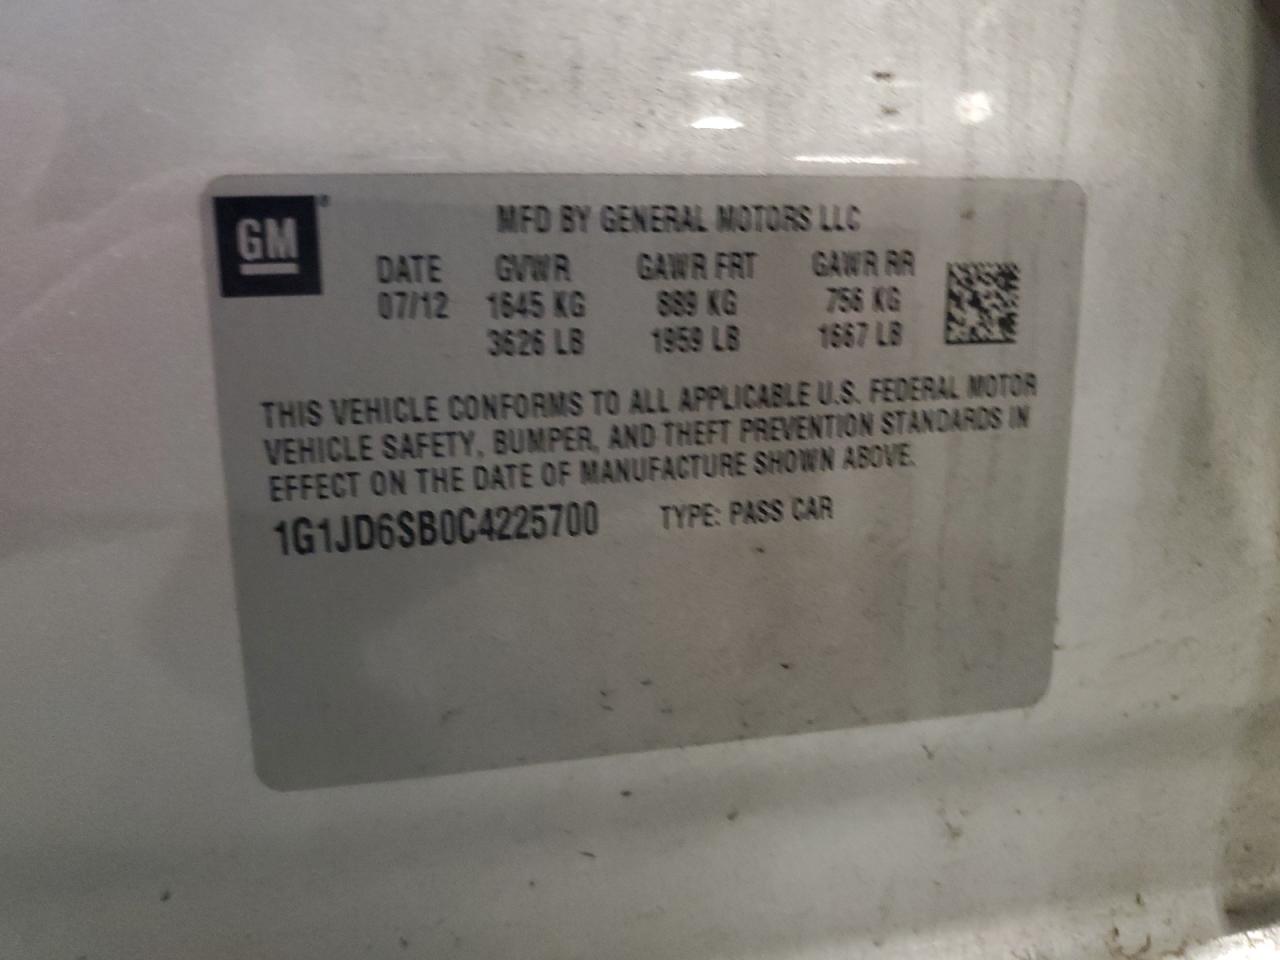 GM
MFD BY GENERAL MOTORS LLC
DATE GVWR GAWR FRT GAWR RR
07/12 1645 KG 889 KG 756 KG
3626 LB 1959 LB 1667 LB
THIS VEHICLE CONFORMS TO ALL APPLICABLE U.S. FEDERAL MOTOR
VEHICLE SAFETY, BUMPER, AND THEFT PREVENTION STANDARDS IN
EFFECT ON THE DATE OF MANUFACTURE SHOWN ABOVE.
1G1JD6SB0C4225700 TYPE: PASS CAR